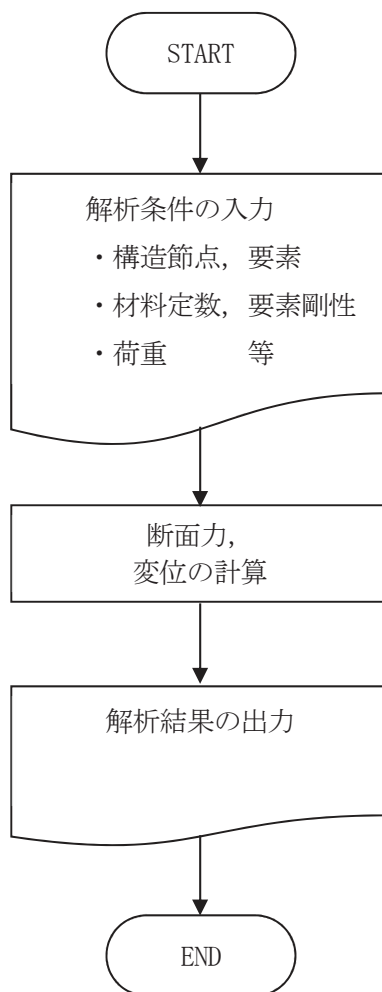 START
解析条件の入力
・構造節点，要素
・材料定数，要素剛性
・荷重　　等
断面力，
変位の計算
解析結果の出力
END